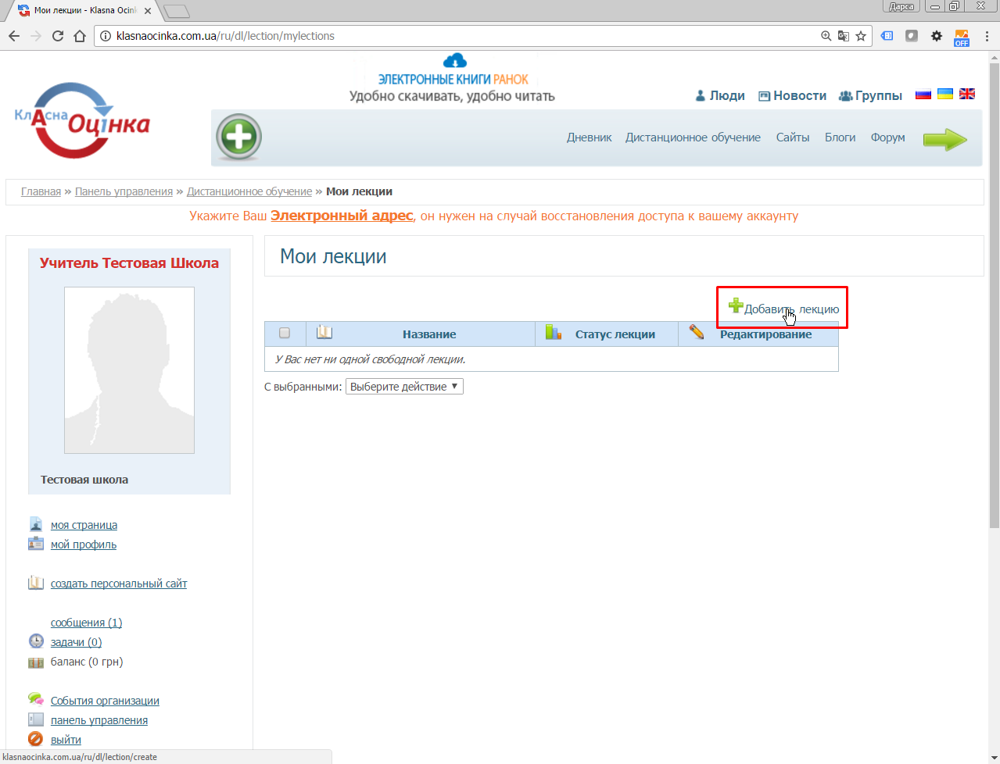 Мои лекции - Klasna Ocin
Дарса
klasnaocinka.com.ua/ru/dl/lection/mylections
OFF
ЭЛЕКТРОННЫЕ КНИГИ РАНОК
Удобно скачивать, удобно читать
Люди Новости Группы
КлАсна Оцінка
Дневник Дистанционное обучение Сайты Блоги Форум
Главная » Панель управления » Дистанционное обучение » Мои лекции
Укажите Ваш Электронный адрес, он нужен на случай восстановления доступа к вашему аккаунту
Учитель Тестовая Школа
Тестовая школа
моя страница
мой профиль
создать персональный сайт
сообщения (1)
задачи (0)
баланс (0 грн)
События организации
панель управления
выйти
Мои лекции
Добавить лекцию
Название Статус лекции Редактирование
У Вас нет ни одной свободной лекции.
С выбранными: Выберите действие
klasnaocinka.com.ua/ru/dl/lection/create